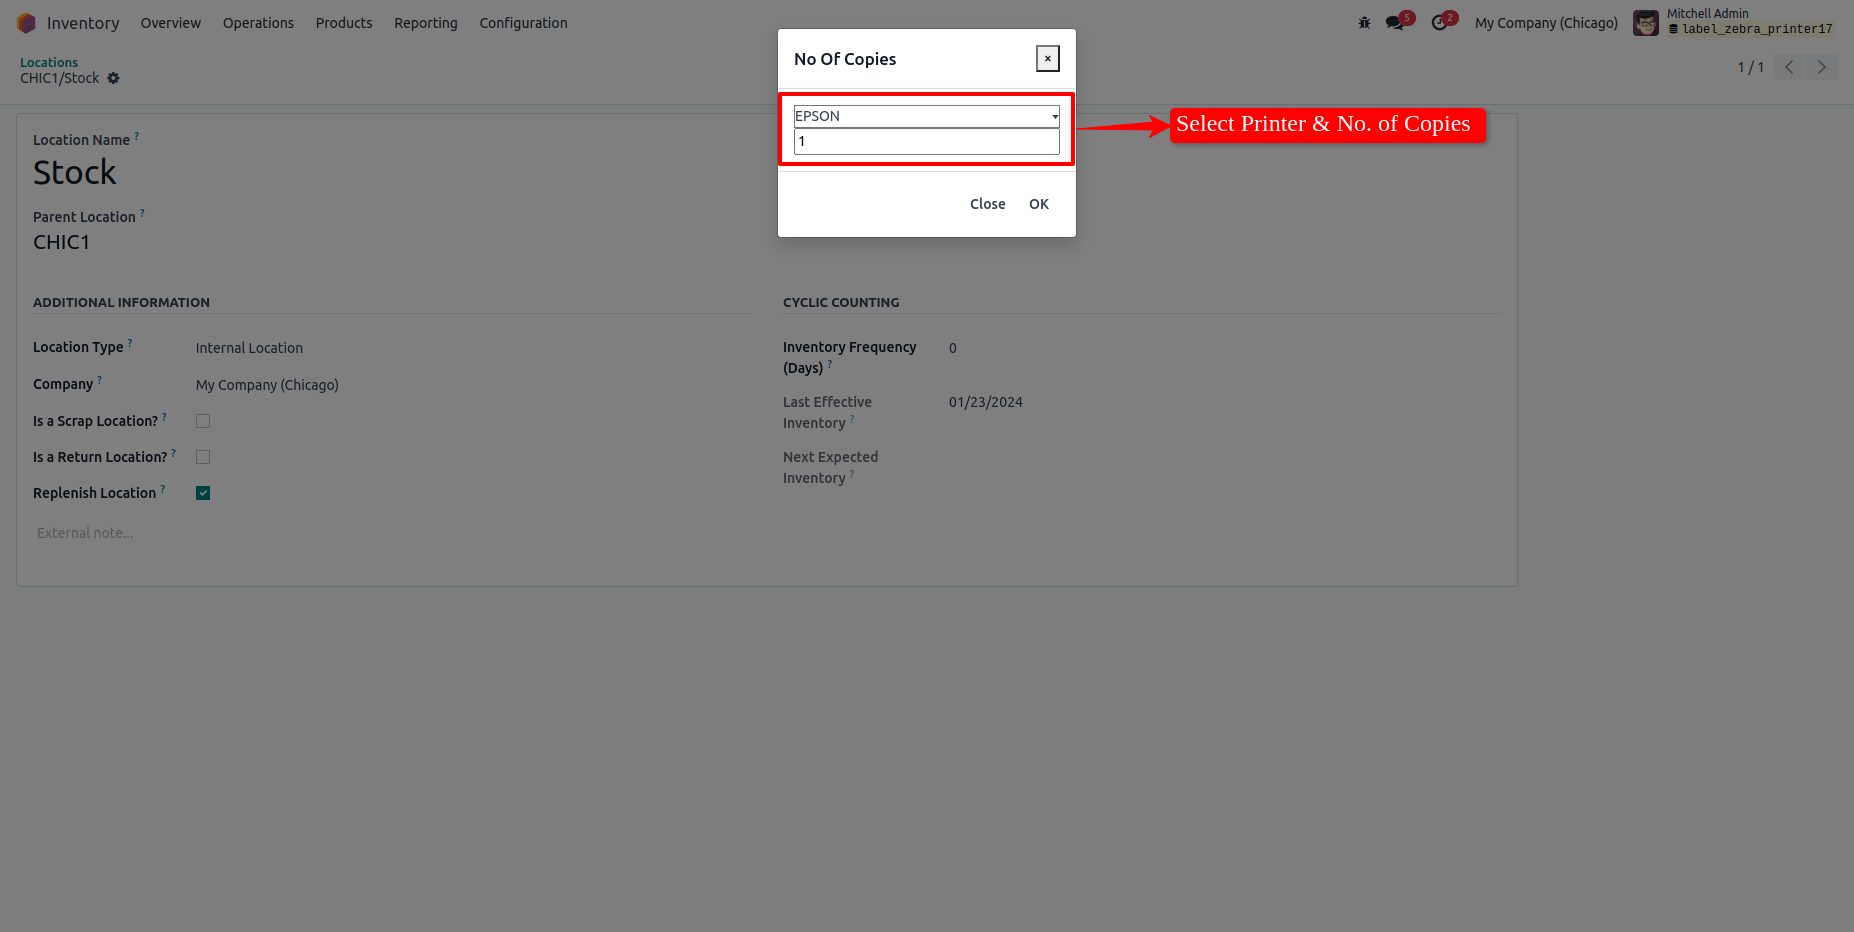 Inventory Overview Operations Products Reporting Configuration
5 2 My Company (Chicago) Mitchell Admin
label_zebra_printer17
Locations
CHIC1/Stock
1 / 1
No Of Copies ×
EPSON
1
Select Printer & No. of Copies
Close OK
Location Name ?
Stock
Parent Location ?
CHIC1
ADDITIONAL INFORMATION
Location Type ? Internal Location
Company ? My Company (Chicago)
Is a Scrap Location? ?
Is a Return Location? ?
Replenish Location ?
External note...
CYCLIC COUNTING
Inventory Frequency 0
(Days) ?
Last Effective 01/23/2024
Inventory ?
Next Expected
Inventory ?